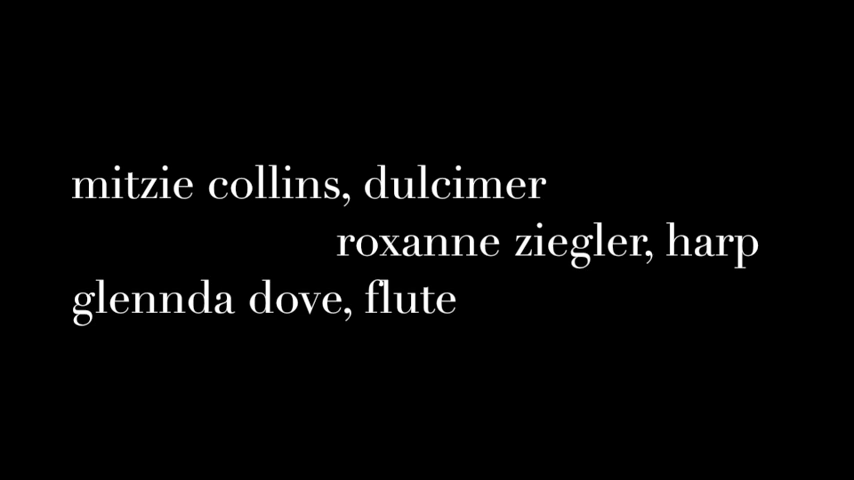 mitzie collins, dulcimer
roxanne ziegler, harp
glennda dove, flute